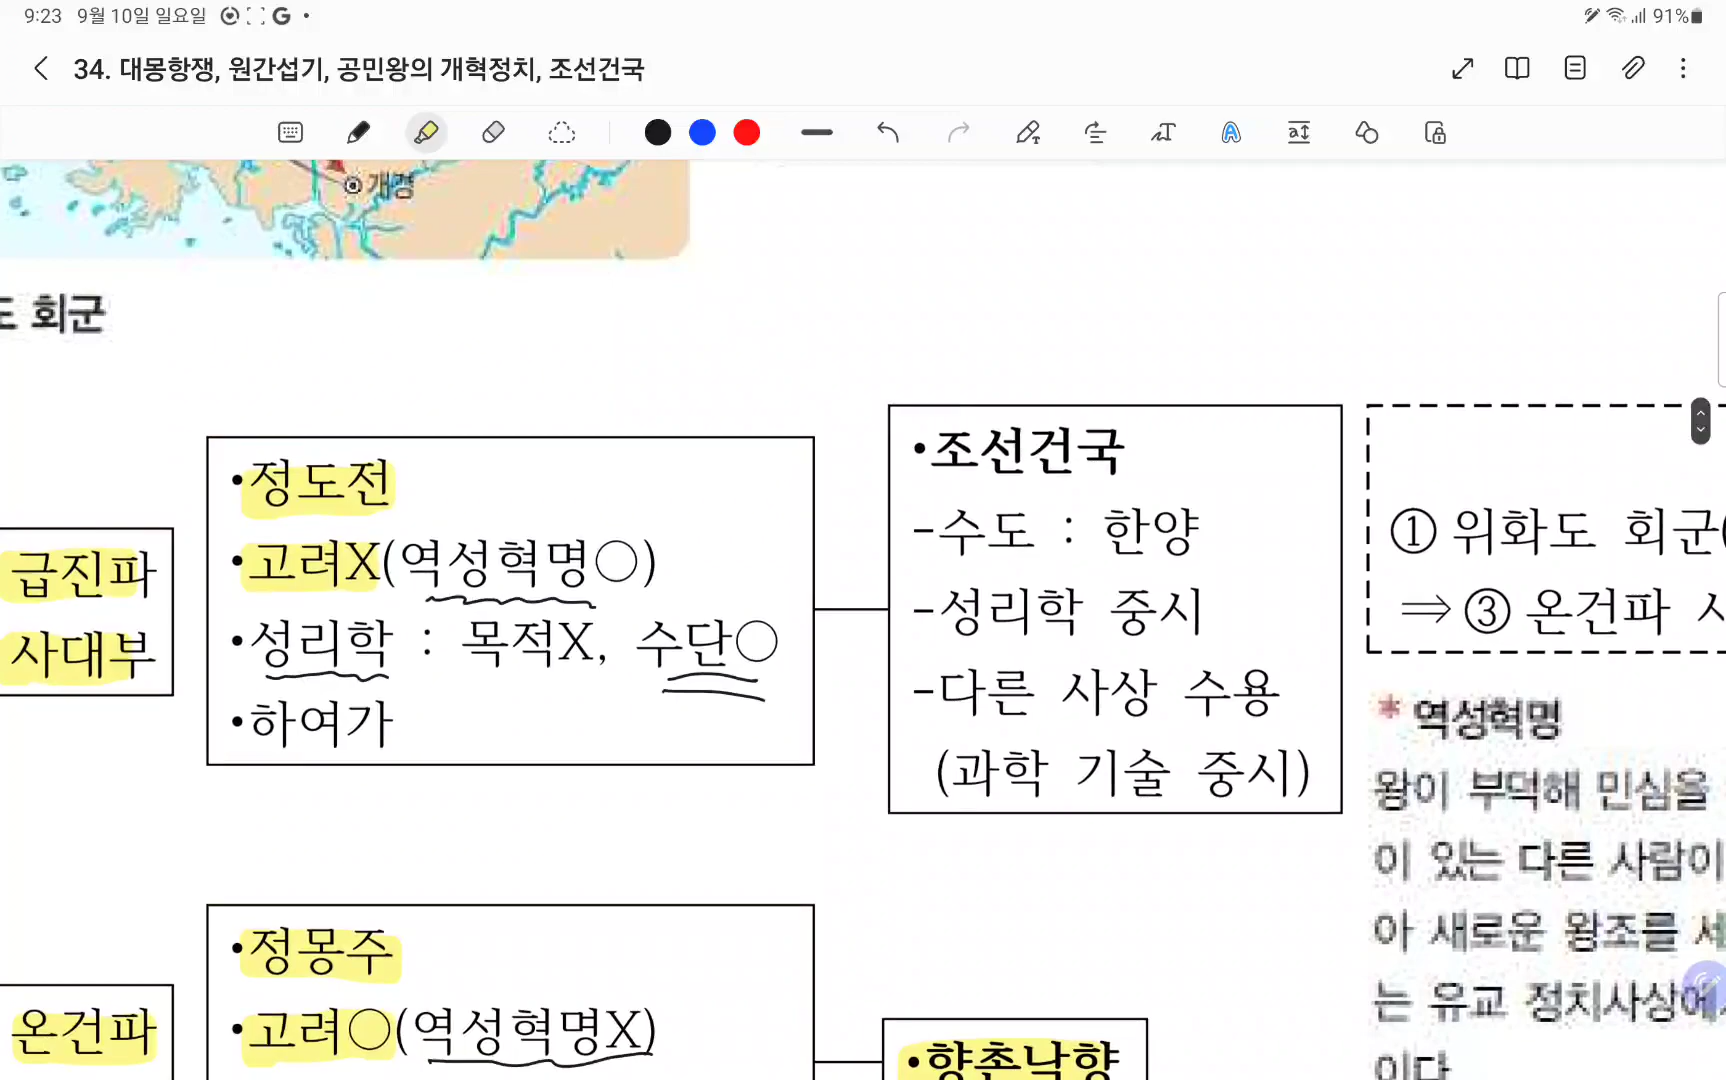 9:23 9월 10일 일요일
91%
34. 대몽항쟁, 원간섭기, 공민왕의 개혁정치, 조선건국
개경
도 회군
급진파
사대부
•정도전
•고려X(역성혁명○)
•성리학 : 목적X, 수단○
•하여가
•조선건국
-수도 : 한양
-성리학 중시
-다른 사상 수용
(과학 기술 중시)
① 위화도 회군(
⇒ ③ 온건파 사
* 역성혁명
왕이 부덕해 민심을
이 있는 다른 사람이
아 새로운 왕조를 세
는 유교 정치사상에
이다
온건파
•정몽주
•고려○(역성혁명X)
•향촌낙향